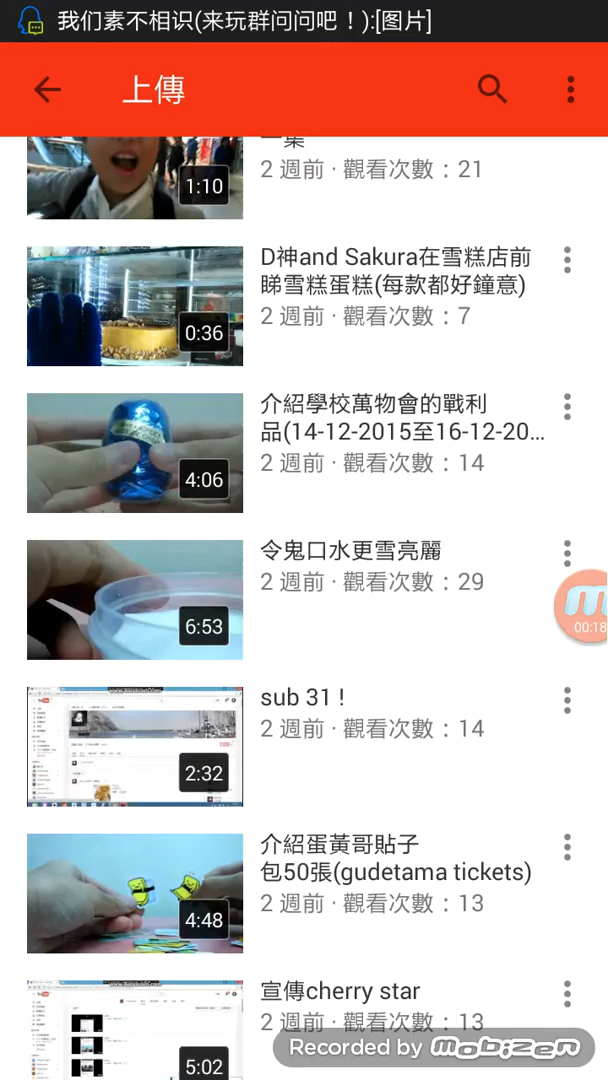 我们素不相识(来玩群问问吧！):[图片]
上傳
一集
2 週前 · 觀看次數：21
1:10
D神and Sakura在雪糕店前
睇雪糕蛋糕(每款都好鐘意)
2 週前 · 觀看次數：7
0:36
介紹學校萬物會的戰利
品(14-12-2015至16-12-20...
2 週前 · 觀看次數：14
4:06
令鬼口水更雪亮麗
2 週前 · 觀看次數：29
6:53
00:18
sub 31 !
2 週前 · 觀看次數：14
2:32
介紹蛋黃哥貼子
包50張(gudetama tickets)
2 週前 · 觀看次數：13
4:48
宣傳cherry star
2 週前 · 觀看次數：13
5:02
Recorded by mobizen